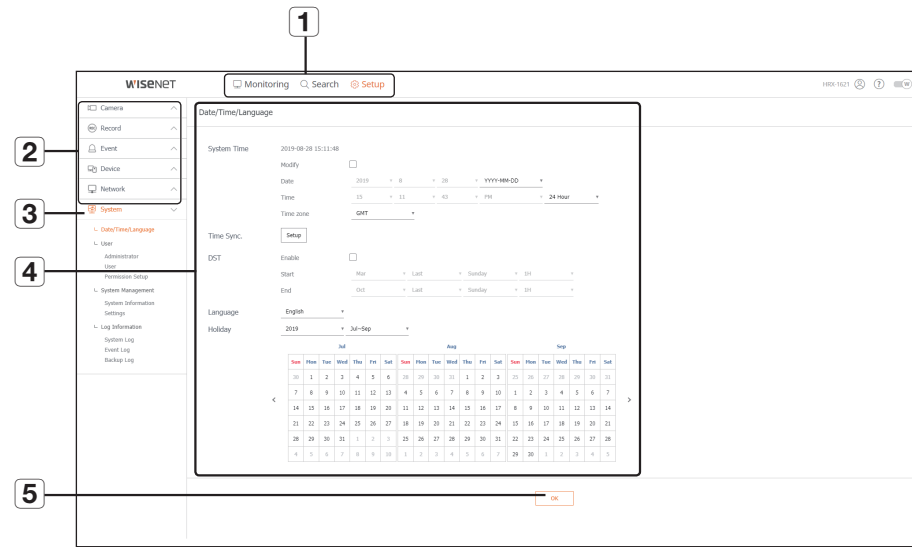 1
WISENET
Monitoring Search Setup
HRX-1621 ? W
2
Camera
Record
Event
Device
Network
3
System
Date/Time/Language
User
Administrator
User
Permission Setup
System Management
System Information
Settings
Log Information
System Log
Event Log
Backup Log
4
Date/Time/Language
System Time 2019-08-28 15:11:48
Modify
Date 2019 8 28 YYYY-MM-DD
Time 15 11 43 PM 24 Hour
Time zone GMT
Time Sync. Setup
DST Enable
Start Mar Last Sunday 1H
End Oct Last Sunday 1H
Language English
Holiday 2019 Jul~Sep
Jul Aug Sep
Sun Mon Tue Wed Thu Fri Sat Sun Mon Tue Wed Thu Fri Sat Sun Mon Tue Wed Thu Fri Sat
30 1 2 3 4 5 6 28 29 30 31 1 2 3 25 26 27 28 29 30 31
7 8 9 10 11 12 13 4 5 6 7 8 9 10 1 2 3 4 5 6 7
14 15 16 17 18 19 20 11 12 13 14 15 16 17 8 9 10 11 12 13 14
21 22 23 24 25 26 27 18 19 20 21 22 23 24 15 16 17 18 19 20 21
28 29 30 31 1 2 3 25 26 27 28 29 30 31 22 23 24 25 26 27 28
4 5 6 7 8 9 10 1 2 3 4 5 6 7 29 30 1 2 3 4 5
5
OK